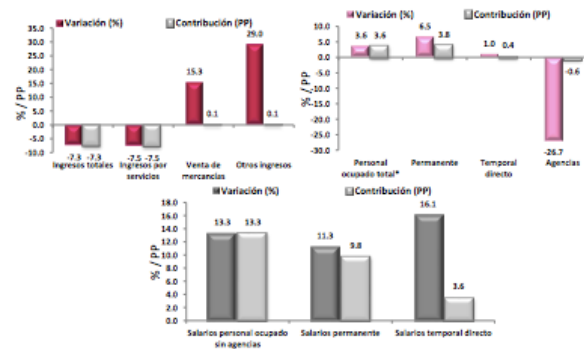 Variación (%) Contribución (PP)
% / PP
35.0
30.0
25.0
20.0
15.0
10.0
5.0
0.0
-5.0
-10.0
-7.3 -7.3 -7.5 -7.5 15.3 0.1 29.0 0.1
Ingresos totales Ingresos por servicios Venta de mercancías Otros ingresos
Variación (%) Contribución (PP)
% / PP
10.0
5.0
0.0
-5.0
-10.0
-15.0
-20.0
-25.0
-30.0
3.6 3.6 6.5 3.8 1.0 0.4 -26.7 -0.6
Personal ocupado total* Permanente Temporal directo Agencias
Variación (%) Contribución (PP)
% / PP
18.0
16.0
14.0
12.0
10.0
8.0
6.0
4.0
2.0
0.0
13.3 13.3 11.3 9.8 16.1 3.6
Salarios personal ocupado sin agencias Salarios permanente Salarios temporal directo